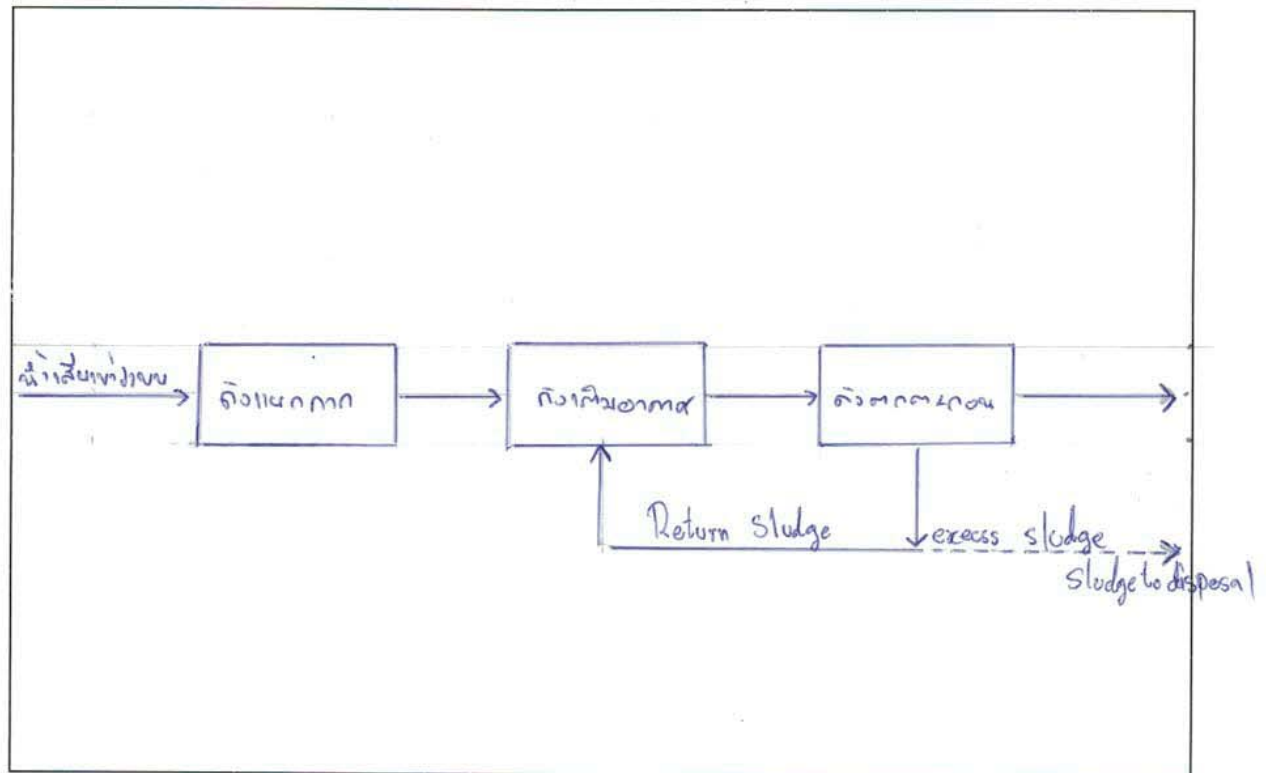 น้ำเสียเข้าระบบ
ถังแยกกาก
ถังเติมอากาศ
ถังตกตะกอน
Return Sludge
execss sludge
Sludge to disposal